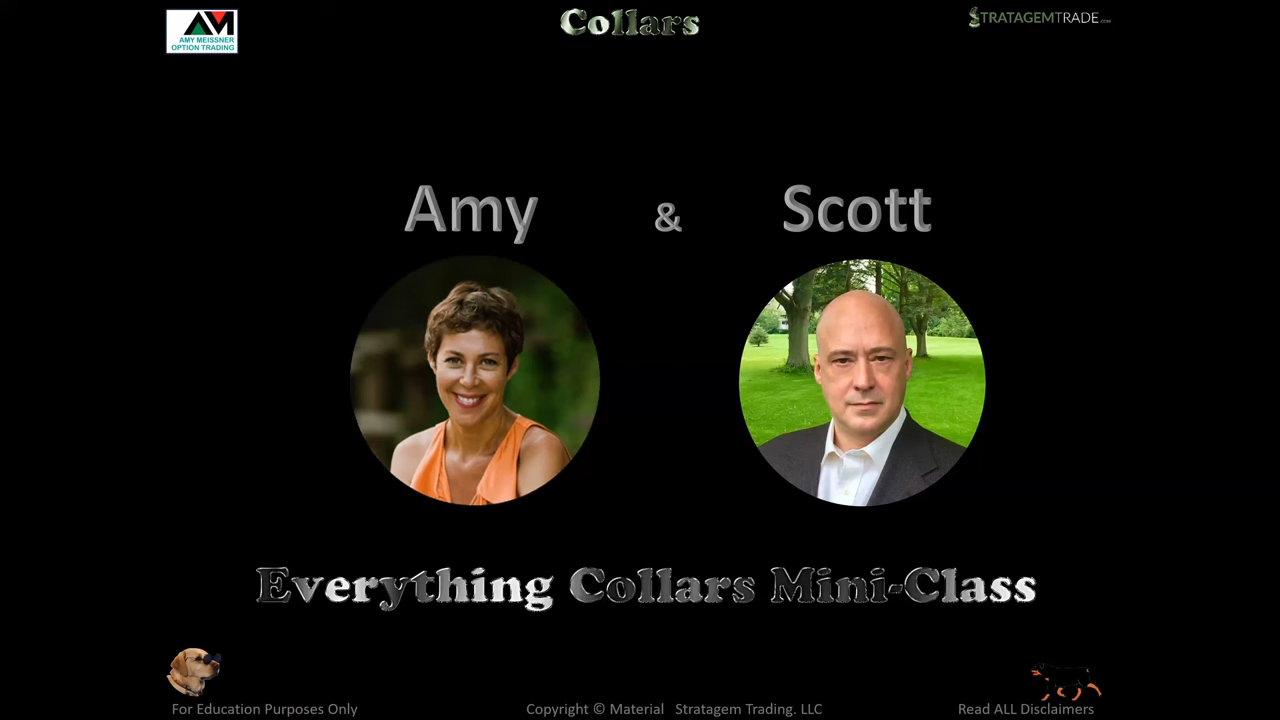 Collars
AMY MEISSNER
OPTION TRADING
STRATAGEMTRADE.COM
Amy & Scott
Everything Collars Mini-Class
For Education Purposes Only
Copyright © Material Stratagem Trading. LLC
Read ALL Disclaimers